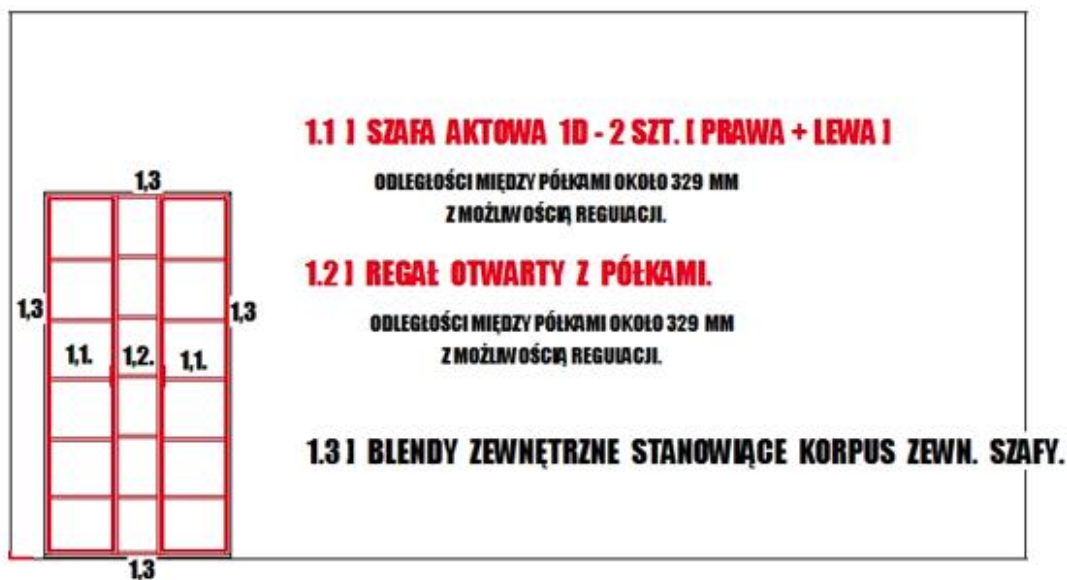 1.1 ] SZAFA AKTOWA 1D - 2 SZT. [ PRAWA + LEWA ]
ODLEGŁOŚCI MIĘDZY PÓŁKAMI OKOŁO 329 MM
Z MOŻLIWOŚCIĄ REGULACJI.
1.2 ] REGAŁ OTWARTY Z PÓŁKAMI.
ODLEGŁOŚCI MIĘDZY PÓŁKAMI OKOŁO 329 MM
Z MOŻLIWOŚCIĄ REGULACJI.
1.3 ] BLENDY ZEWNĘTRZNE STANOWIĄCE KORPUS ZEWN. SZAFY.
1,3
1,3
1,3
1,1.
1,2.
1,1.
1,3